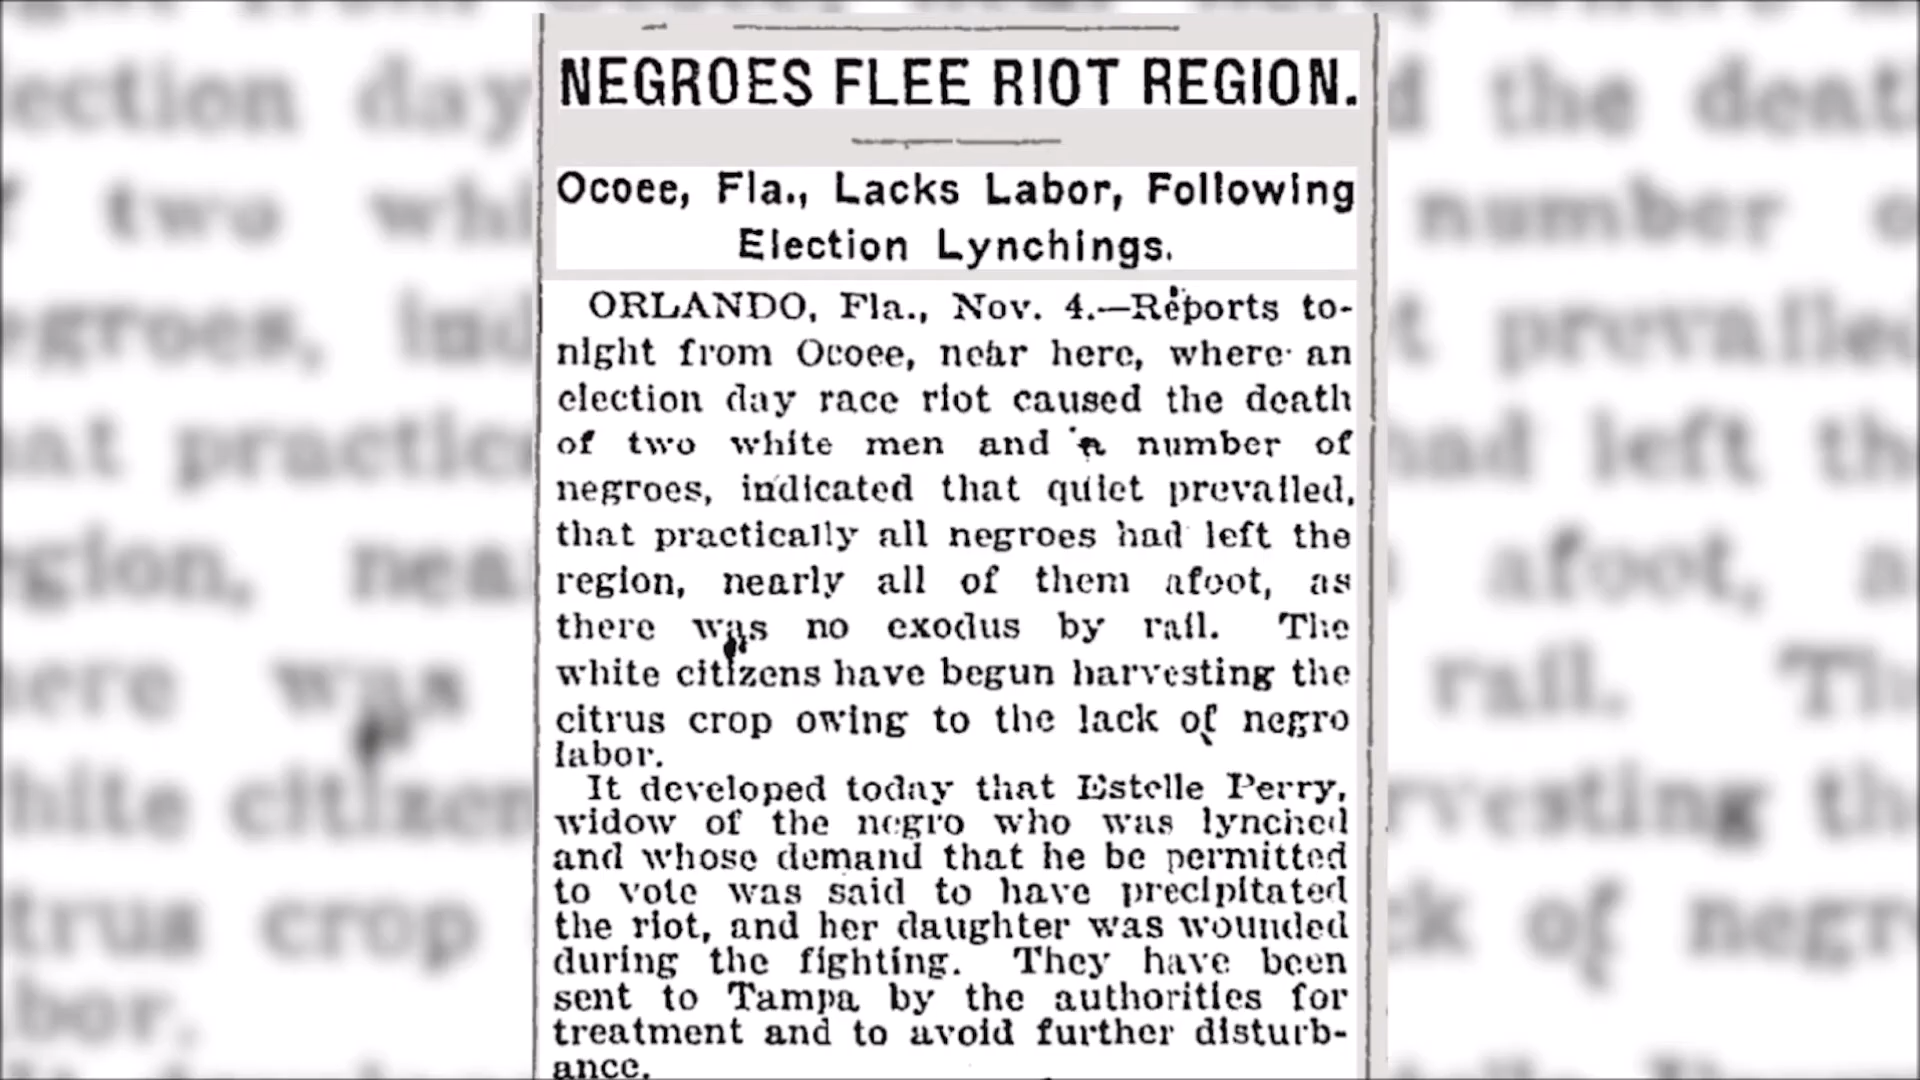 NEGROES FLEE RIOT REGION.
Ocoee, Fla., Lacks Labor, Following
Election Lynchings.
ORLANDO, Fla., Nov. 4.—Reports to-
night from Ocoee, near here, where an
election day race riot caused the death
of two white men and a number of
negroes, indicated that quiet prevailed,
that practically all negroes had left the
region, nearly all of them afoot, as
there was no exodus by rail. The
white citizens have begun harvesting the
citrus crop owing to the lack of negro
labor.
It developed today that Estelle Perry,
widow of the negro who was lynched
and whose demand that he be permitted
to vote was said to have precipitated
the riot, and her daughter was wounded
during the fighting. They have been
sent to Tampa by the authorities for
treatment and to avoid further disturb-
ance.